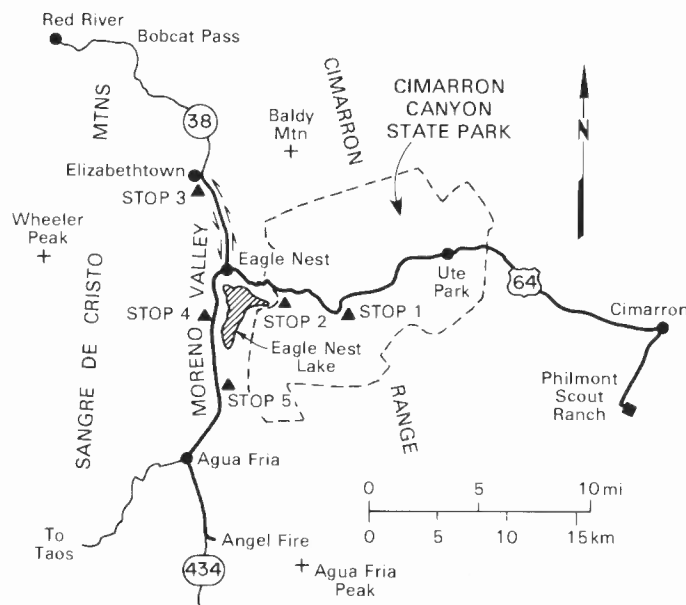 Red River
Bobcat Pass
MTNS
38
Baldy
Mtn
CIMARRON
CIMARRON
CANYON
STATE PARK
N
Elizabethtown
STOP 3
Wheeler
Peak
SANGRE DE CRISTO
MORENO VALLEY
Eagle Nest
Ute
Park
64
Cimarron
STOP 4
STOP 2
STOP 1
Eagle Nest
Lake
STOP 5
RANGE
Philmont
Scout
Ranch
Agua Fria
0 5 10 mi
0 5 10 15 km
To
Taos
Angel Fire
434
Agua Fria
Peak